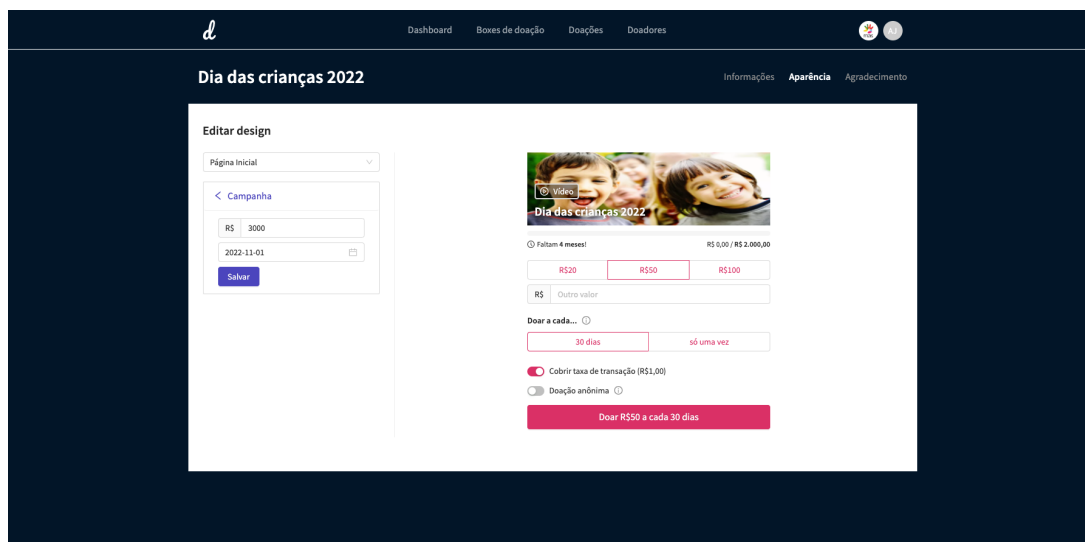 d
Dashboard Boxes de doação Doações Doadores AJ
Dia das crianças 2022
Informações Aparência Agradecimento
Editar design
Página Inicial
Campanha
R$ 3000
2022-11-01
Salvar
Vídeo
Dia das crianças 2022
Faltam 4 meses! R$ 0,00 / R$ 2.000,00
R$20 R$50 R$100
R$ Outro valor
Doar a cada...
30 dias só uma vez
Cobrir taxa de transação (R$1,00)
Doação anônima
Doar R$50 a cada 30 dias